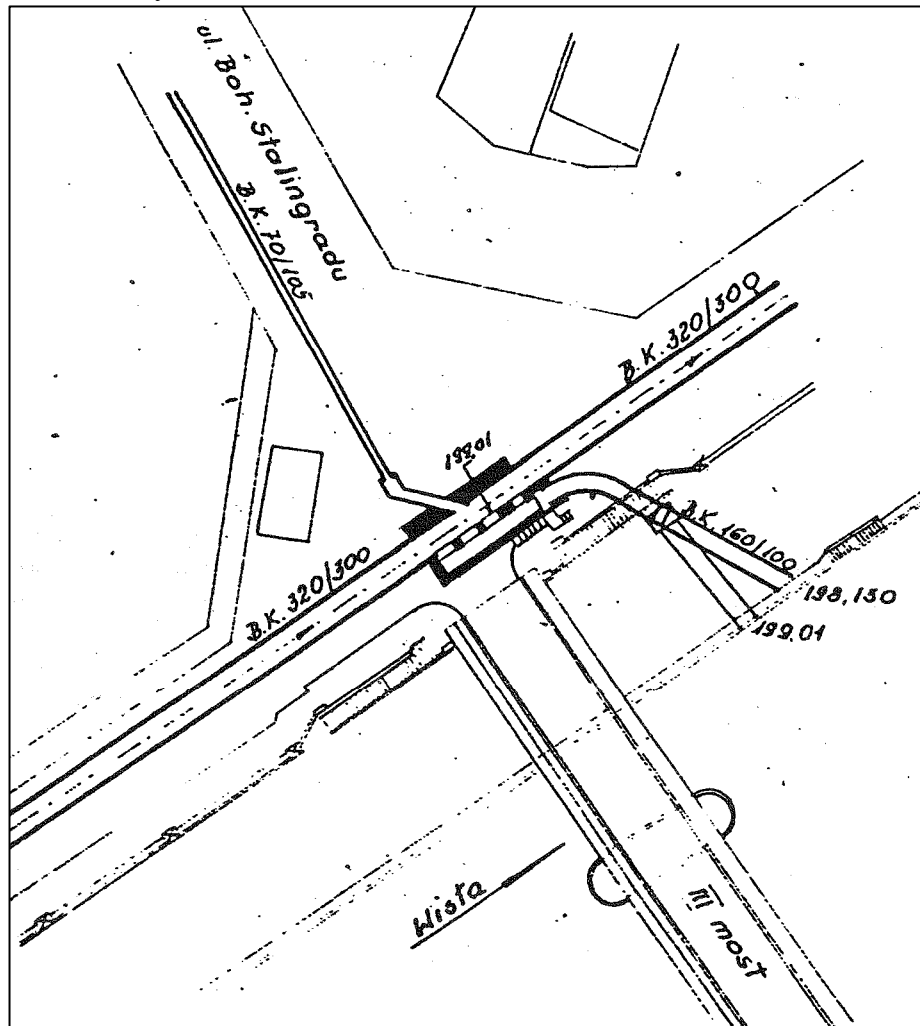 ul. Boh. Stalingradu
B.K. 70/105
B.K. 320/300
199.01
B.K. 320/300
B.K. 160/100
198,130
199,01
Wisła
III most